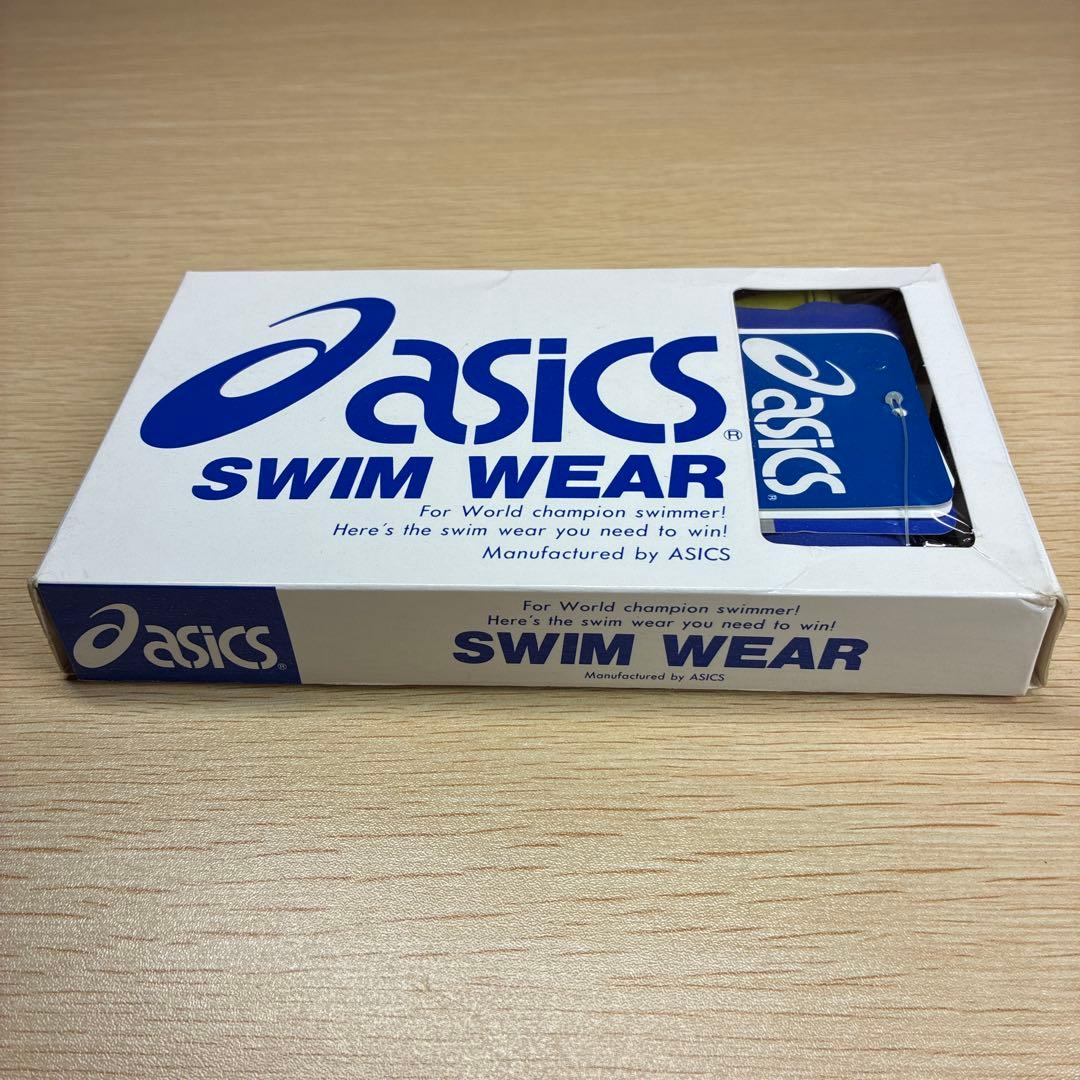 asics®
SWIM WEAR
For World champion swimmer!
Here's the swim wear you need to win!
Manufactured by ASICS
asics®
asics®
For World champion swimmer!
Here's the swim wear you need to win!
SWIM WEAR
Manufactured by ASICS